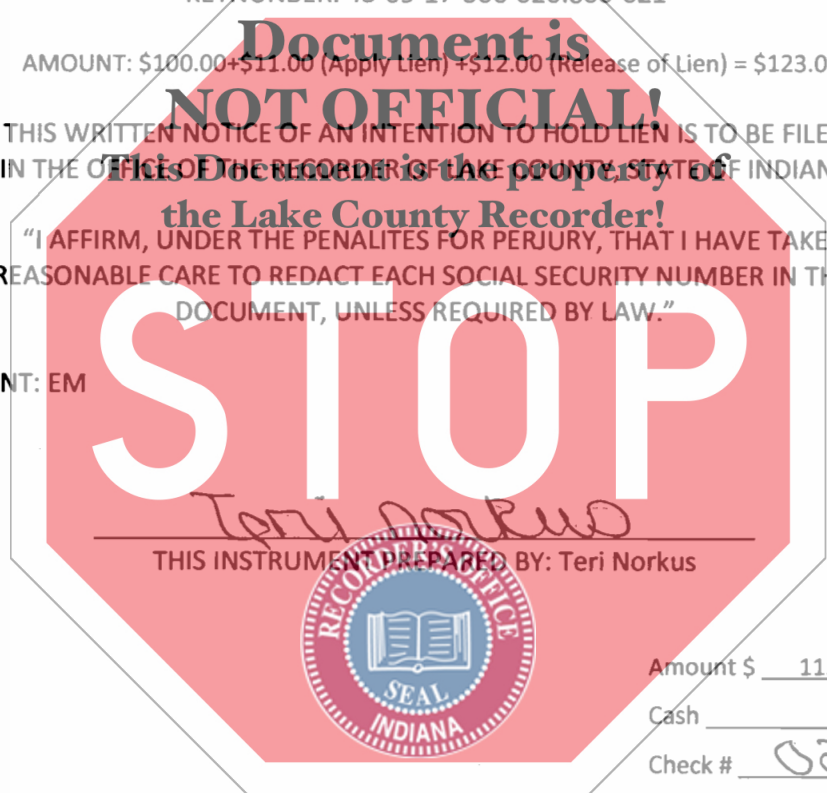 AMOUNT: $100.00+$11.00 (Apply Lien) +$12.00 (Release of Lien) = $123.0
Document is
NOT OFFICIAL!
THIS WRITTEN NOTICE OF AN INTENTION TO HOLD LIEN IS TO BE FILE
IN THE OFFICE OF THE RECORDER OF LAKE COUNTY, STATE OF INDIAN
This Document is the property of
the Lake County Recorder!
“I AFFIRM, UNDER THE PENALITES FOR PERJURY, THAT I HAVE TAKE
REASONABLE CARE TO REDACT EACH SOCIAL SECURITY NUMBER IN TH
DOCUMENT, UNLESS REQUIRED BY LAW.”
STOP
NT: EM
Teri Norkus
THIS INSTRUMENT PREPARED BY: Teri Norkus
RECORDER'S OFFICE
SEAL
INDIANA
Amount $ 11
Cash
Check #